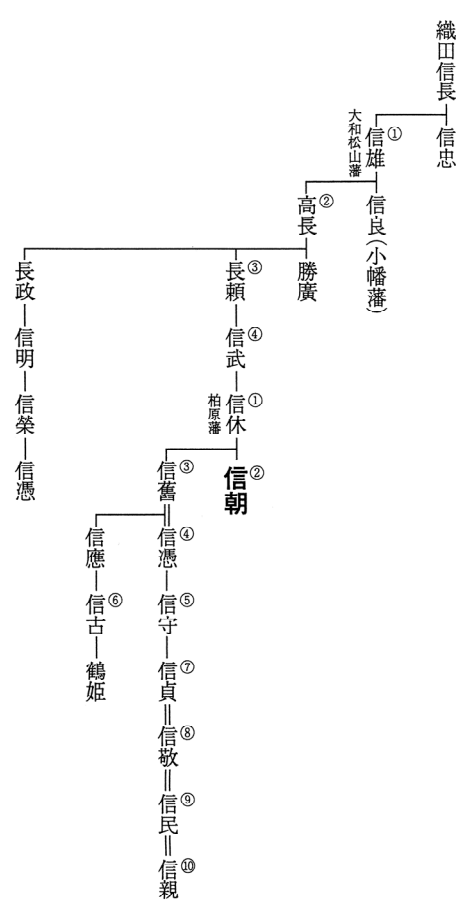 織田信長
信忠
大和松山藩
①
信雄
信良(小幡藩)
②
高長
勝廣
③
長頼
④
信武
柏原藩
①
信休
②
信朝
長政
信明
信榮
信憑
③
信舊
④
信憑
⑤
信守
⑦
信貞
⑧
信敬
⑨
信民
⑩
信親
信應
⑥
信古
鶴姫